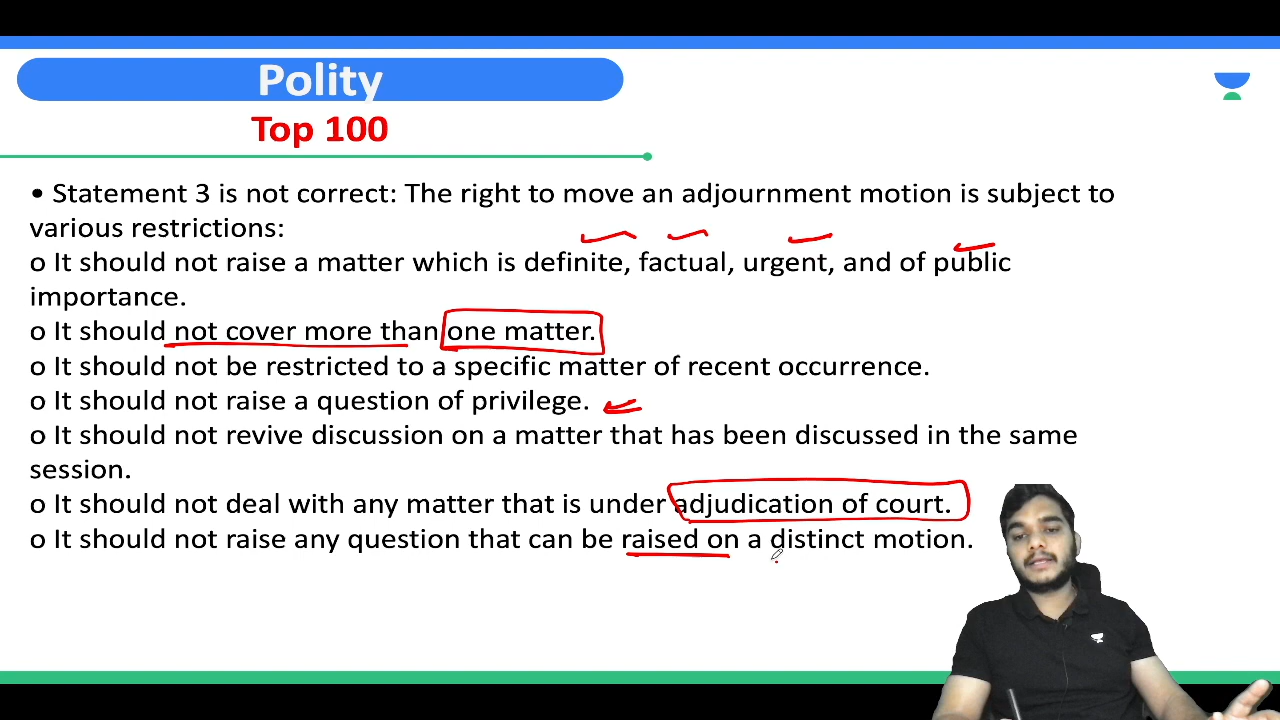 Polity
Top 100
• Statement 3 is not correct: The right to move an adjournment motion is subject to
various restrictions:
o It should not raise a matter which is definite, factual, urgent, and of public
importance.
o It should not cover more than one matter.
o It should not be restricted to a specific matter of recent occurrence.
o It should not raise a question of privilege.
o It should not revive discussion on a matter that has been discussed in the same
session.
o It should not deal with any matter that is under adjudication of court.
o It should not raise any question that can be raised on a distinct motion.